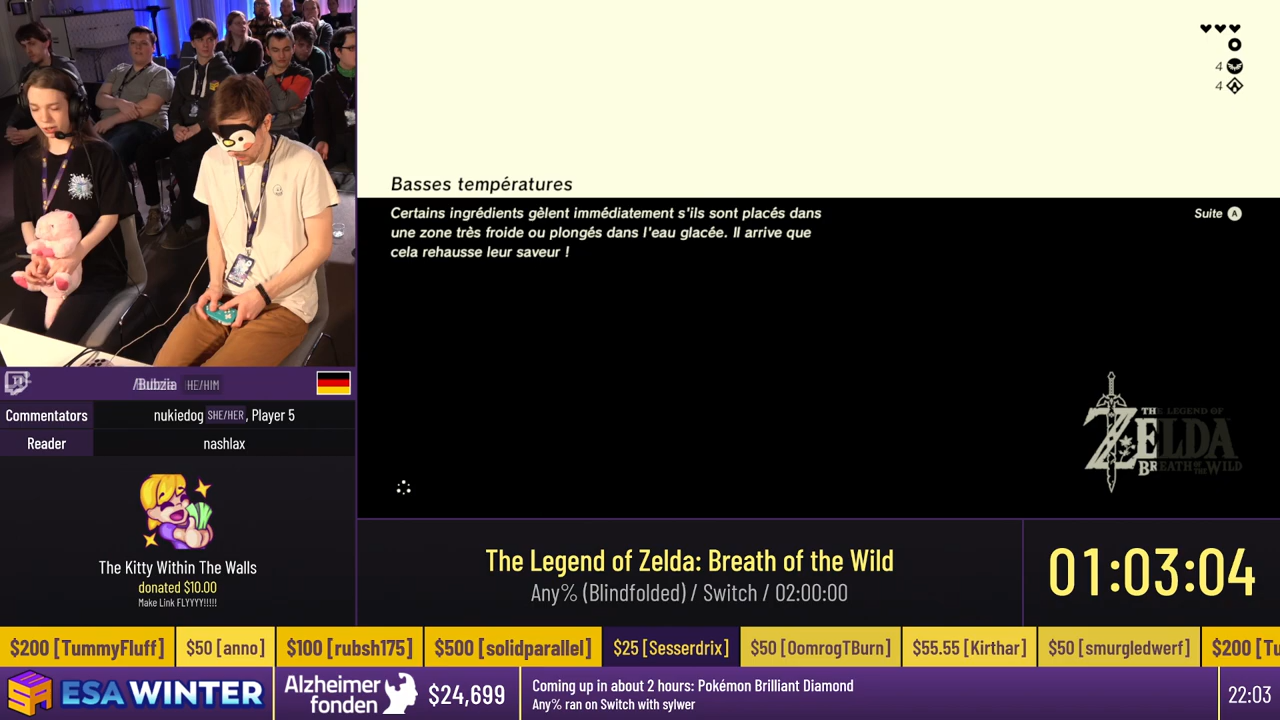 4
4
Basses températures
Certains ingrédients gèlent immédiatement s'ils sont placés dans
une zone très froide ou plongés dans l'eau glacée. Il arrive que
cela rehausse leur saveur !
Suite A
THE LEGEND OF
ZELDA
BREATH OF THE WILD
/Bubzia HE/HIM
Commentators nukiedog SHE/HER, Player 5
Reader nashlax
The Kitty Within The Walls
donated $10.00
Make Link FLYYYY!!!!!
The Legend of Zelda: Breath of the Wild
Any% (Blindfolded) / Switch / 02:00:00
01:03:04
$200 [TummyFluff] $50 [anno] $100 [rubsh175] $500 [solidparallel] $25 [Sesserdrix] $50 [OomrogTBurn] $55.55 [Kirthar] $50 [smurgledwerf] $200 [Tu
ESA WINTER
Alzheimer
fonden
$24,699
Coming up in about 2 hours: Pokémon Brilliant Diamond
Any% ran on Switch with sylwer
22:03